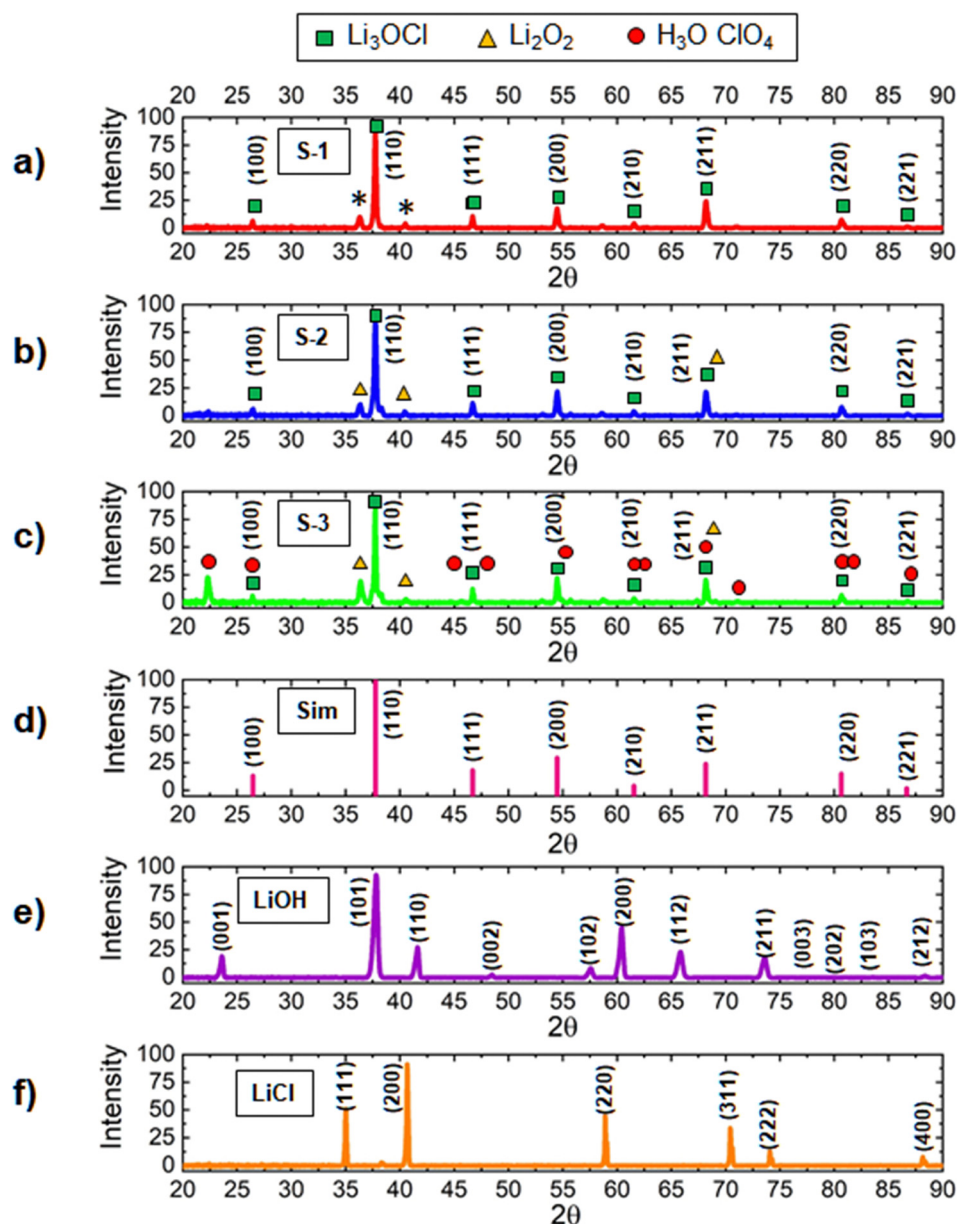 Li₃OCl Li₂O₂ H₃O ClO₄
20 25 30 35 40 45 50 55 60 65 70 75 80 85 90
a)
Intensity
100
75
50
25
0
S-1
* *
(100) (110) (111) (200) (210) (211) (220) (221)
20 25 30 35 40 45 50 55 60 65 70 75 80 85 90
2θ
b)
Intensity
100
75
50
25
0
S-2
(100) (110) (111) (200) (210) (211) (220) (221)
20 25 30 35 40 45 50 55 60 65 70 75 80 85 90
2θ
c)
Intensity
100
75
50
25
0
S-3
(100) (110) (111) (200) (210) (211) (220) (221)
20 25 30 35 40 45 50 55 60 65 70 75 80 85 90
2θ
d)
Intensity
100
75
50
25
0
Sim
(100) (110) (111) (200) (210) (211) (220) (221)
20 25 30 35 40 45 50 55 60 65 70 75 80 85 90
2θ
e)
Intensity
100
75
50
25
0
LiOH
(001) (101) (110) (002) (102) (200) (112) (211) (003) (202) (103) (212)
20 25 30 35 40 45 50 55 60 65 70 75 80 85 90
2θ
f)
Intensity
100
75
50
25
0
LiCl
(111) (200) (220) (311) (222) (400)
20 25 30 35 40 45 50 55 60 65 70 75 80 85 90
2θ